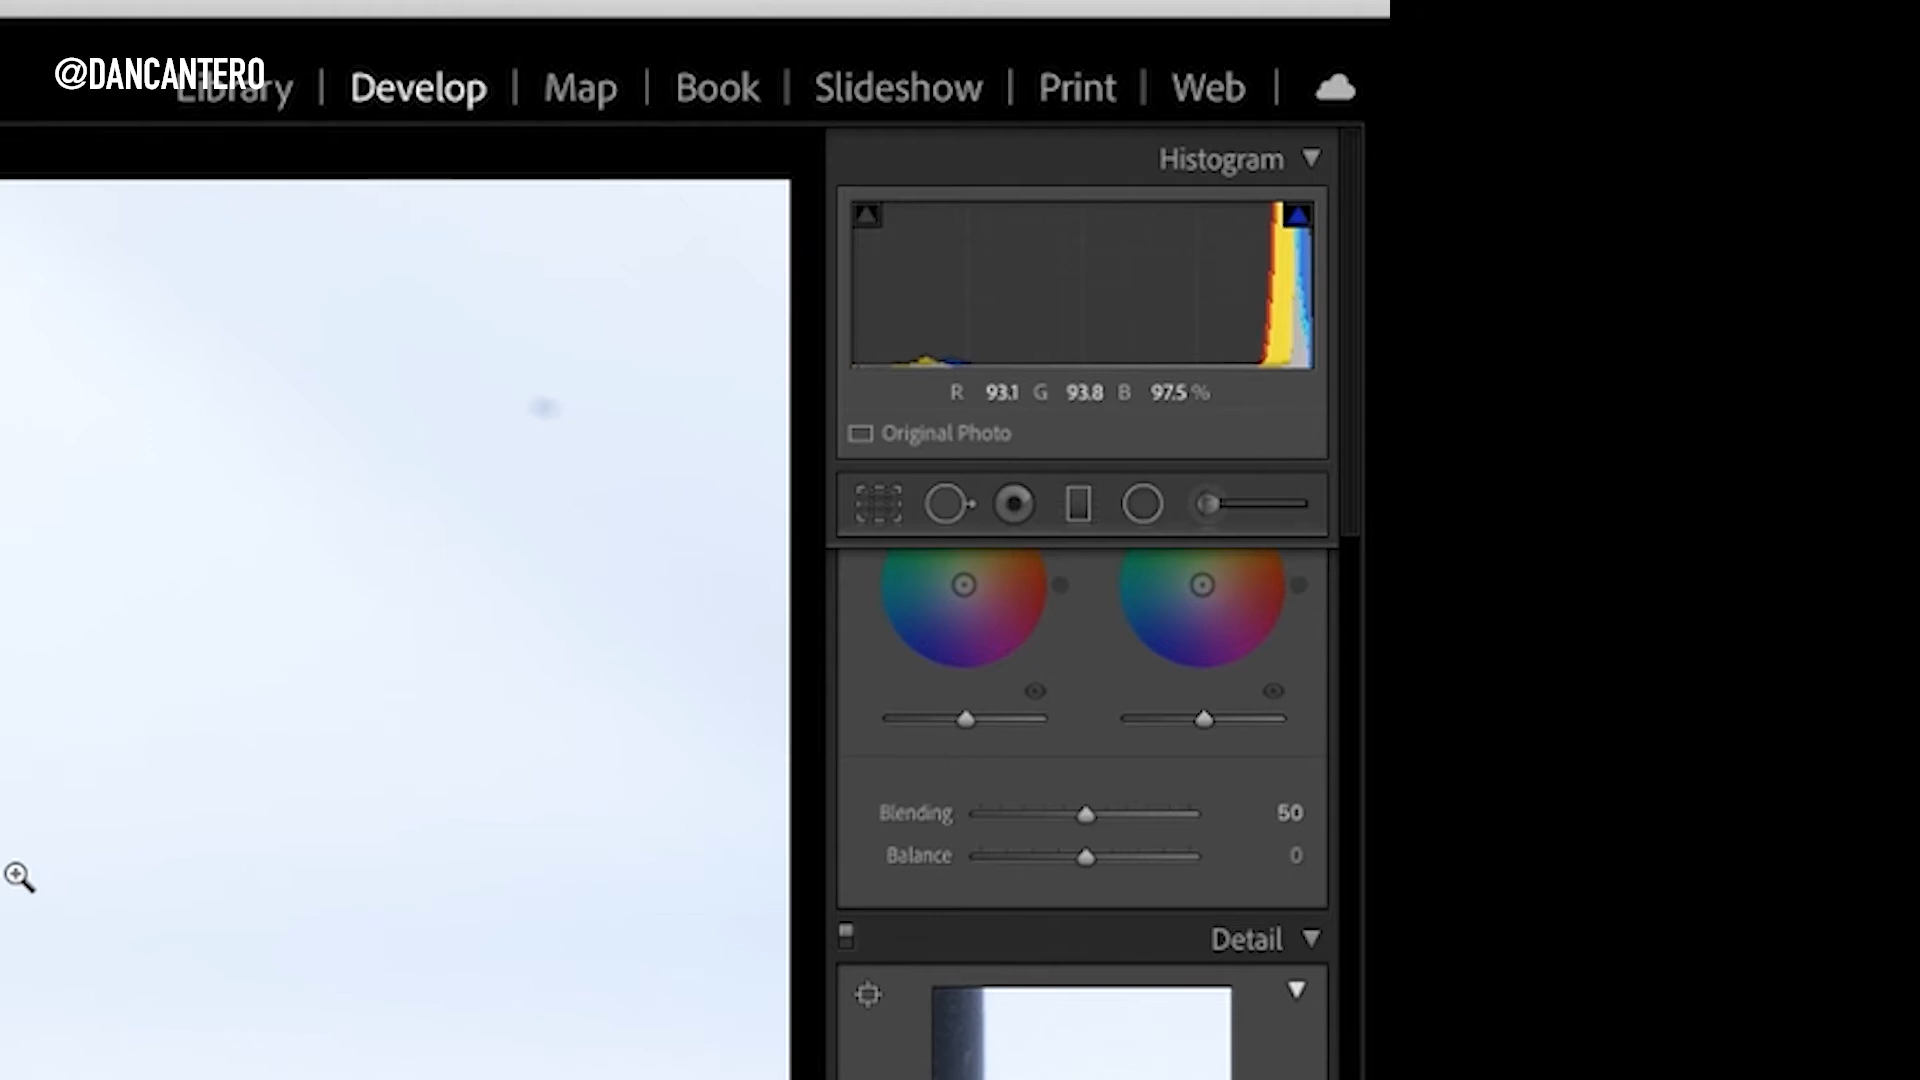 @DANCANTERO
Library | Develop | Map | Book | Slideshow | Print | Web |
Histogram
R 93.1 G 93.8 B 97.5 %
Original Photo
Blending 50
Balance 0
Detail